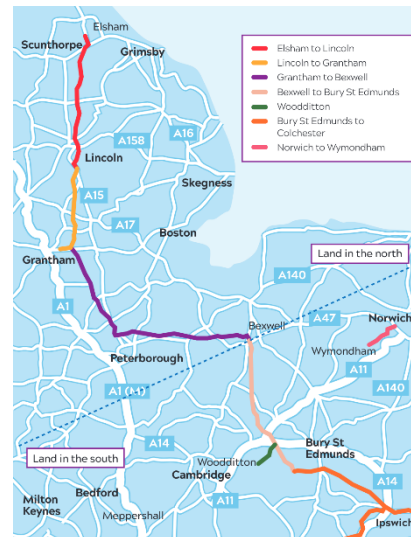 Elsham
Scunthorpe
Grimsby
Elsham to Lincoln
Lincoln to Grantham
Grantham to Bexwell
Bexwell to Bury St Edmunds
Woodditton
Bury St Edmunds to
Colchester
Norwich to Wymondham
A16
A158
Lincoln
Skegness
A15
A17
Boston
Grantham
Land in the north
A140
A1
A47
Norwich
Bexwell
Wymondham
Peterborough
A11
A1 (M)
A140
A14
Bury St
Edmunds
Land in the south
Woodditton
Cambridge
A14
Bedford
A11
Milton
Keynes
Meppershall
Ipswich